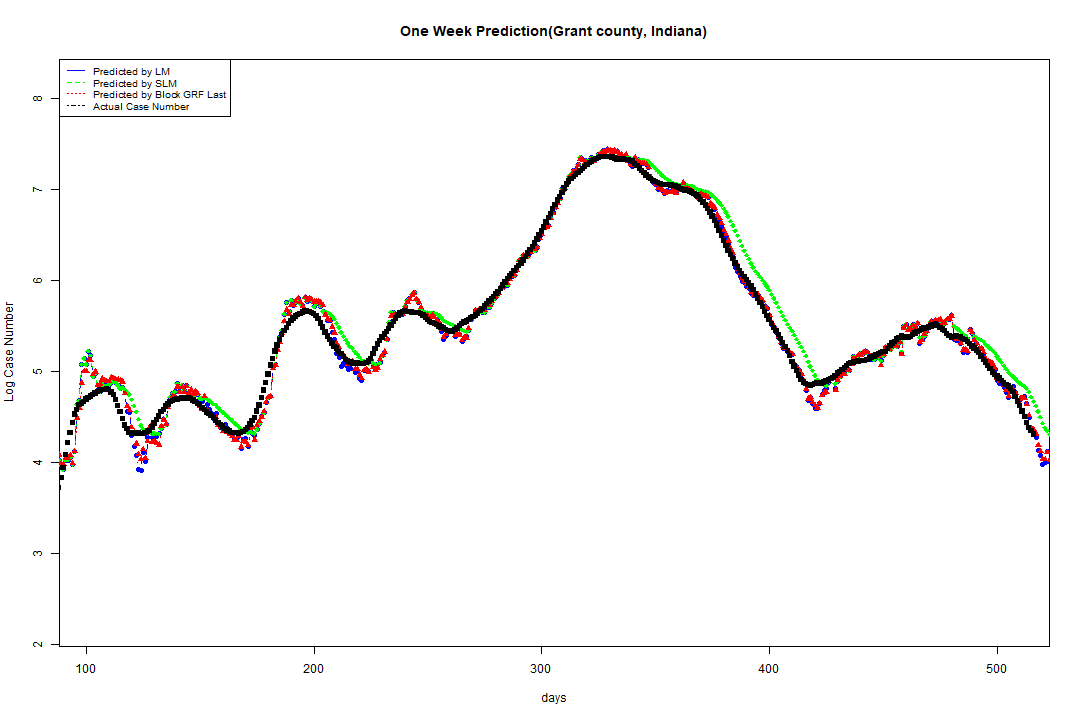 One Week Prediction(Grant county, Indiana)
Predicted by LM
Predicted by SLM
Predicted by Block GRF Last
Actual Case Number
8
7
6
5
4
3
2
Log Case Number
100 200 300 400 500
days